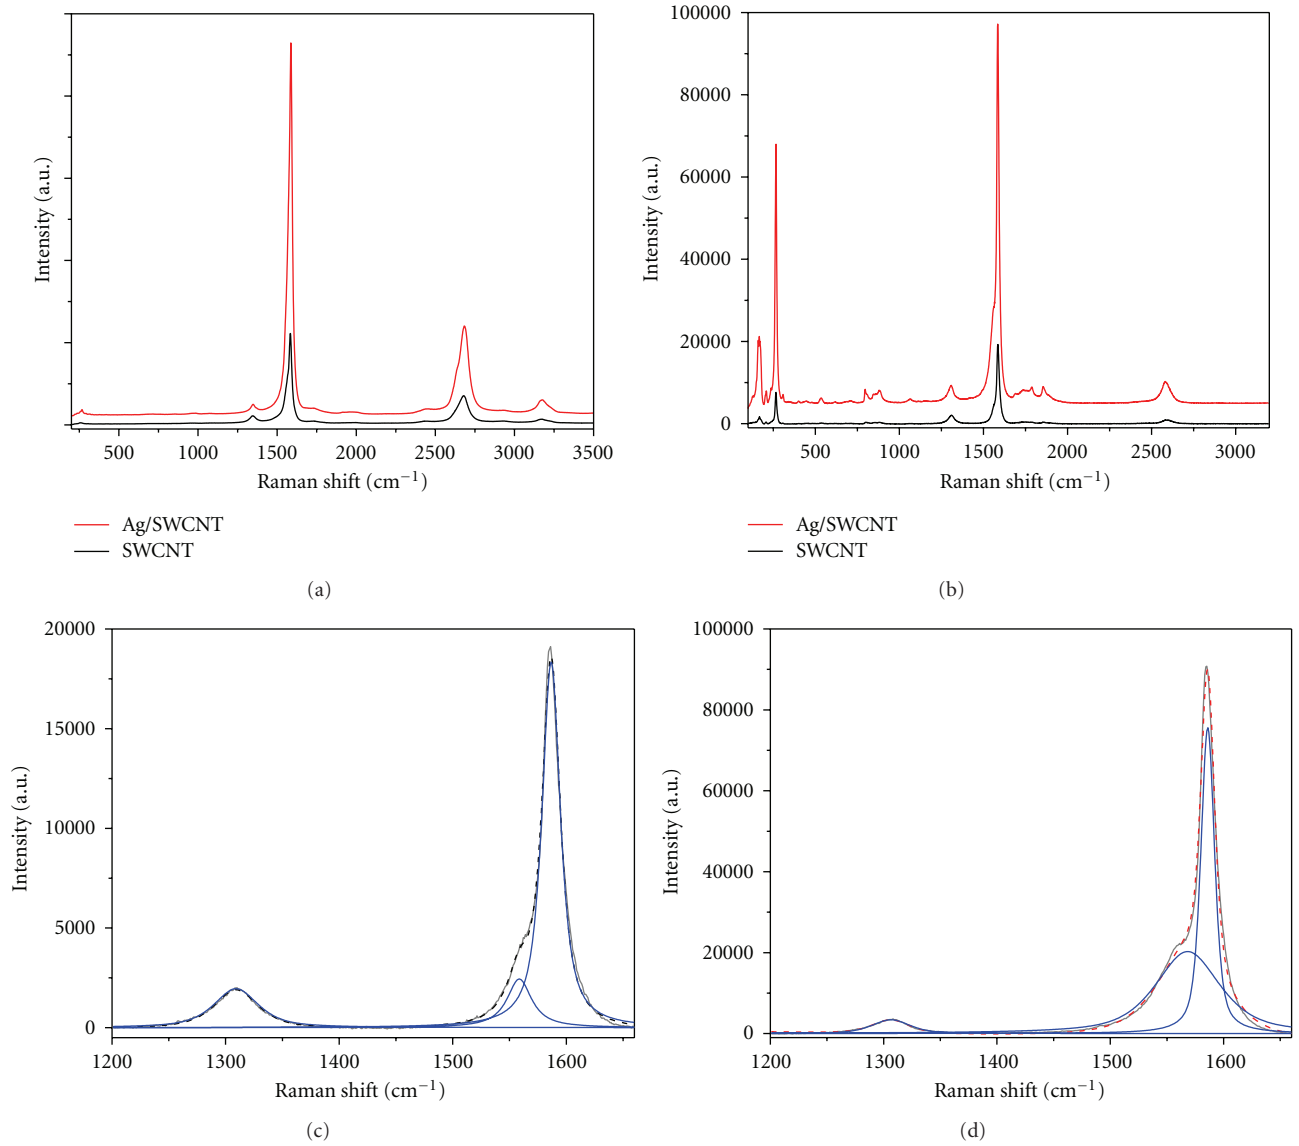 Intensity (a.u.)
500 1000 1500 2000 2500 3000 3500
Raman shift (cm−1)
Ag/SWCNT
SWCNT
(a)
100000
80000
60000
40000
20000
0
Intensity (a.u.)
500 1000 1500 2000 2500 3000
Raman shift (cm−1)
Ag/SWCNT
SWCNT
(b)
20000
15000
10000
5000
0
Intensity (a.u.)
1200 1300 1400 1500 1600
Raman shift (cm−1)
(c)
100000
80000
60000
40000
20000
0
Intensity (a.u.)
1200 1300 1400 1500 1600
Raman shift (cm−1)
(d)